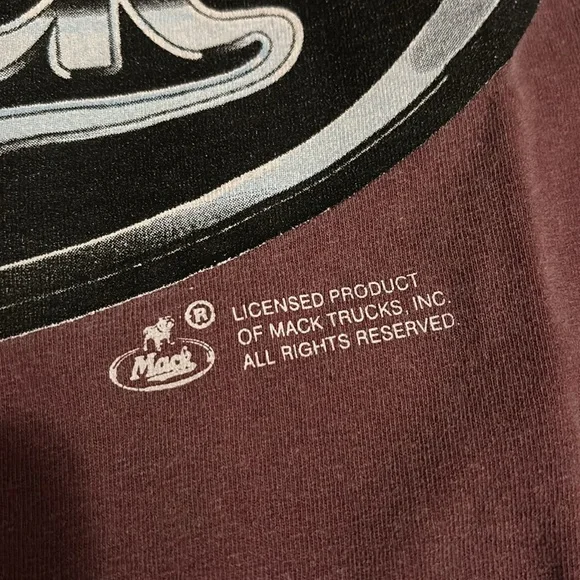 ®
Mack
LICENSED PRODUCT
OF MACK TRUCKS, INC.
ALL RIGHTS RESERVED.